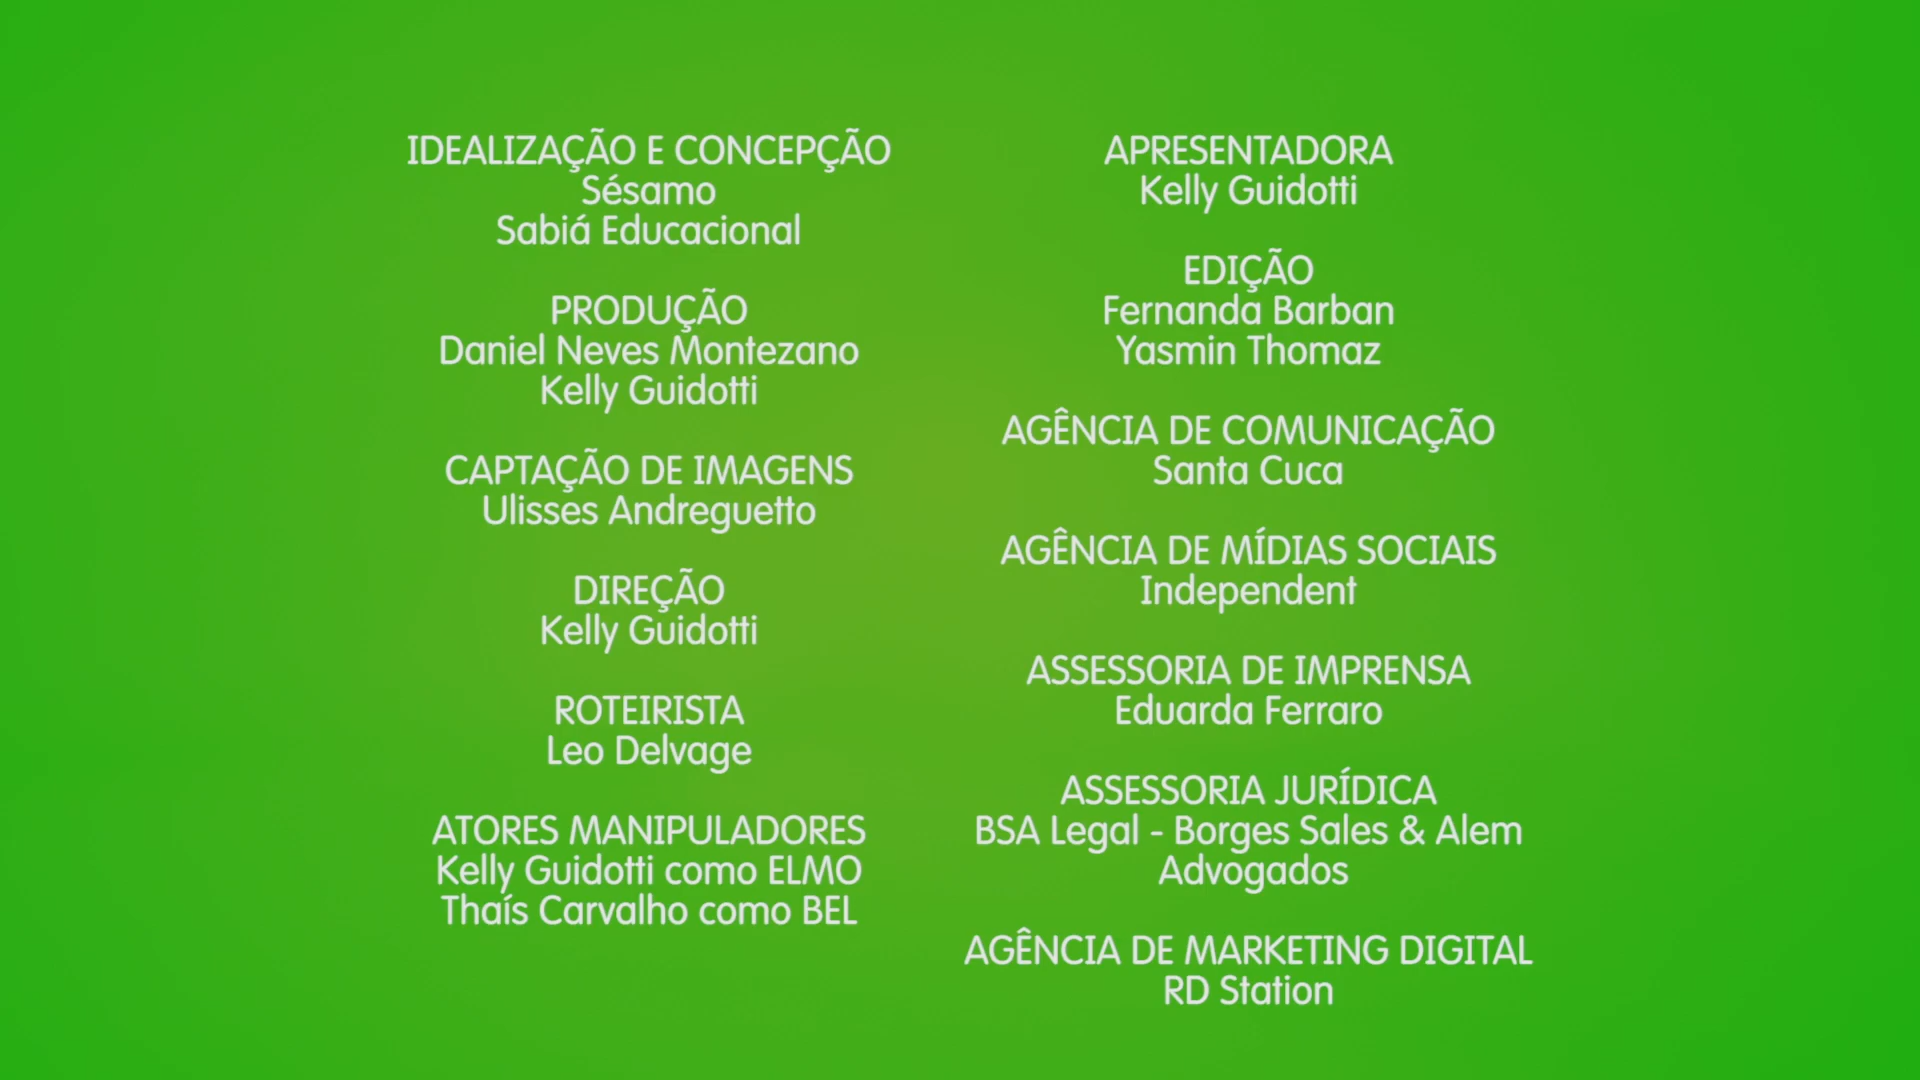 IDEALIZAÇÃO E CONCEPÇÃO
Sésamo
Sabiá Educacional
PRODUÇÃO
Daniel Neves Montezano
Kelly Guidotti
CAPTAÇÃO DE IMAGENS
Ulisses Andreguetto
DIREÇÃO
Kelly Guidotti
ROTEIRISTA
Leo Delvage
ATORES MANIPULADORES
Kelly Guidotti como ELMO
Thaís Carvalho como BEL
APRESENTADORA
Kelly Guidotti
EDIÇÃO
Fernanda Barban
Yasmin Thomaz
AGÊNCIA DE COMUNICAÇÃO
Santa Cuca
AGÊNCIA DE MÍDIAS SOCIAIS
Independent
ASSESSORIA DE IMPRENSA
Eduarda Ferraro
ASSESSORIA JURÍDICA
BSA Legal - Borges Sales & Alem
Advogados
AGÊNCIA DE MARKETING DIGITAL
RD Station